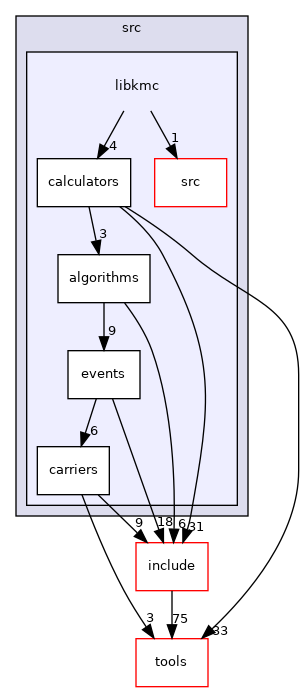 src
libkmc
4
1
calculators
src
3
algorithms
9
events
6
carriers
9
18
6
31
include
75
3
33
tools